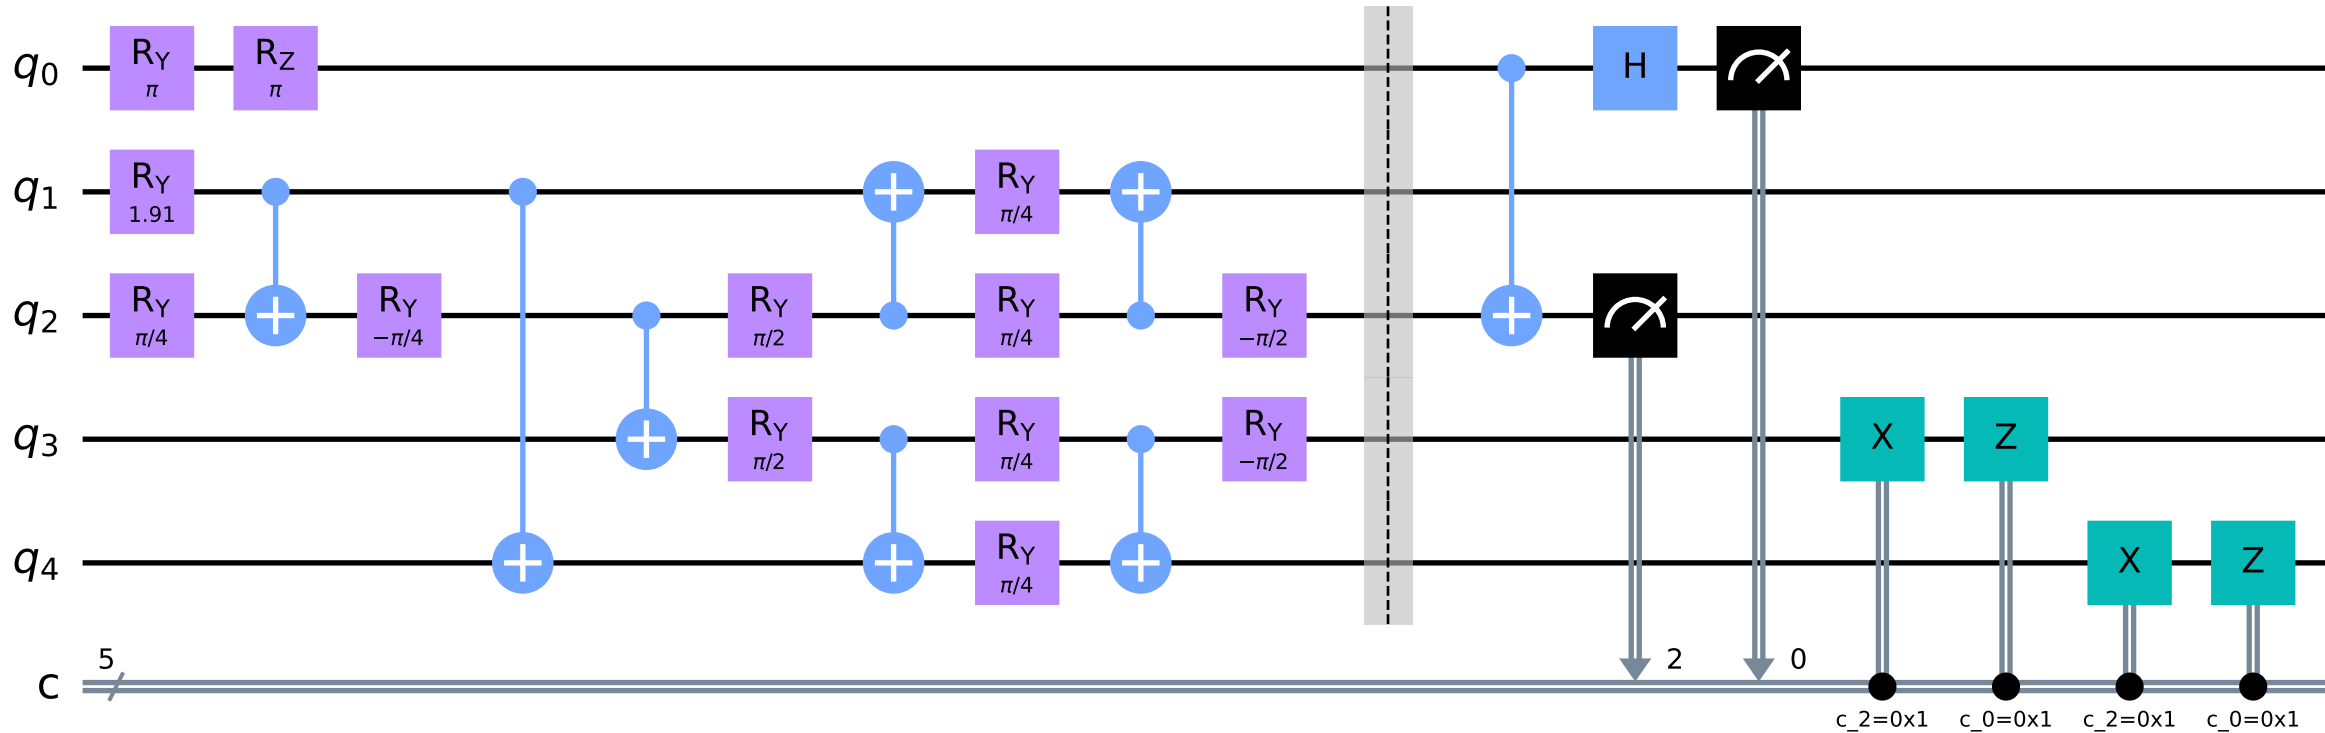 q0 RY π RZ π H
q1 RY 1.91 RY π/4
q2 RY π/4 RY −π/4 RY π/2 RY π/4 RY −π/2
q3 RY π/2 RY π/4 RY −π/2 X Z
q4 RY π/4 X Z
5 2 0
c
c_2=0x1 c_0=0x1 c_2=0x1 c_0=0x1